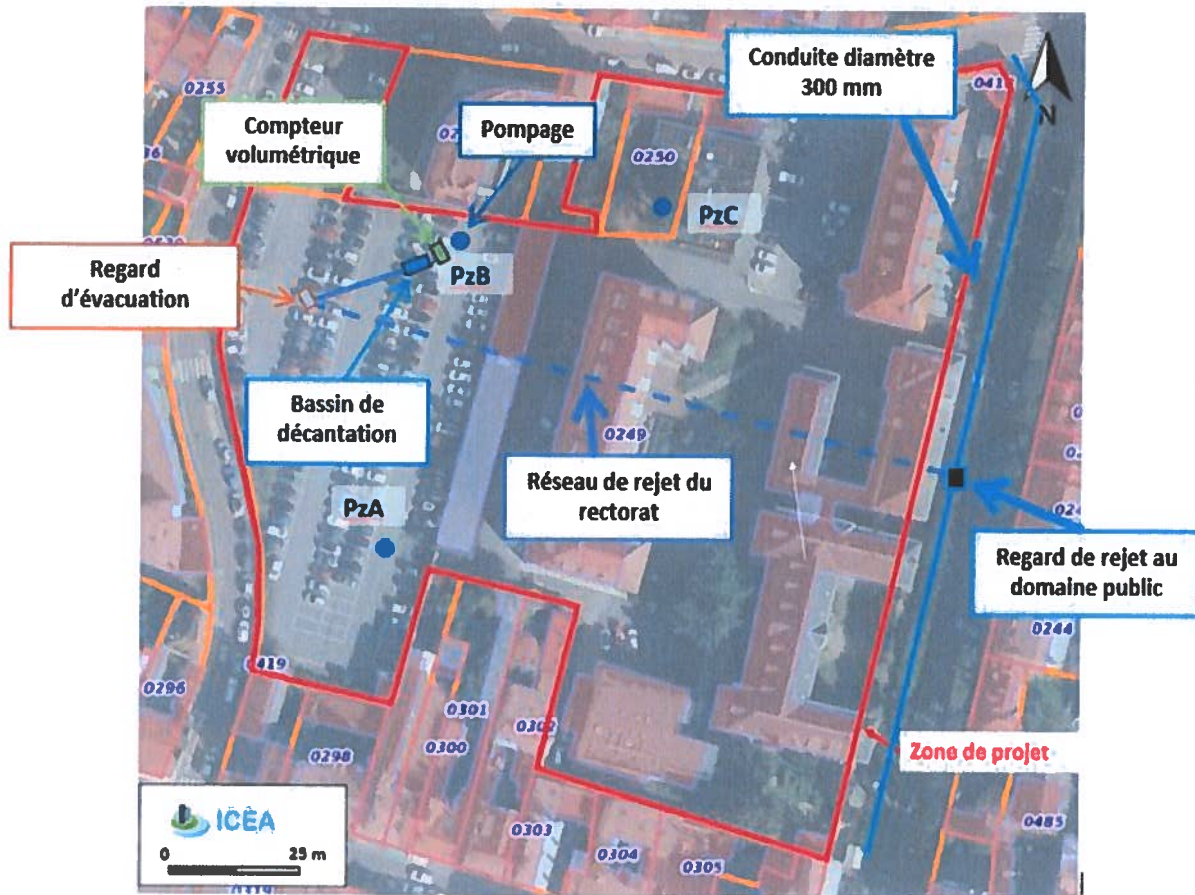 Conduite diamètre
300 mm
0255
Compteur
volumétrique
Pompage
N
0250
PzC
Regard
d'évacuation
PzB
Bassin de
décantation
0249
Réseau de rejet du
rectorat
PzA
Regard de rejet au
domaine public
0244
0419
0296
0301
0302
0300
0298
Zone de projet
ICÉA
0 25 m
0303
0304
0305
0485